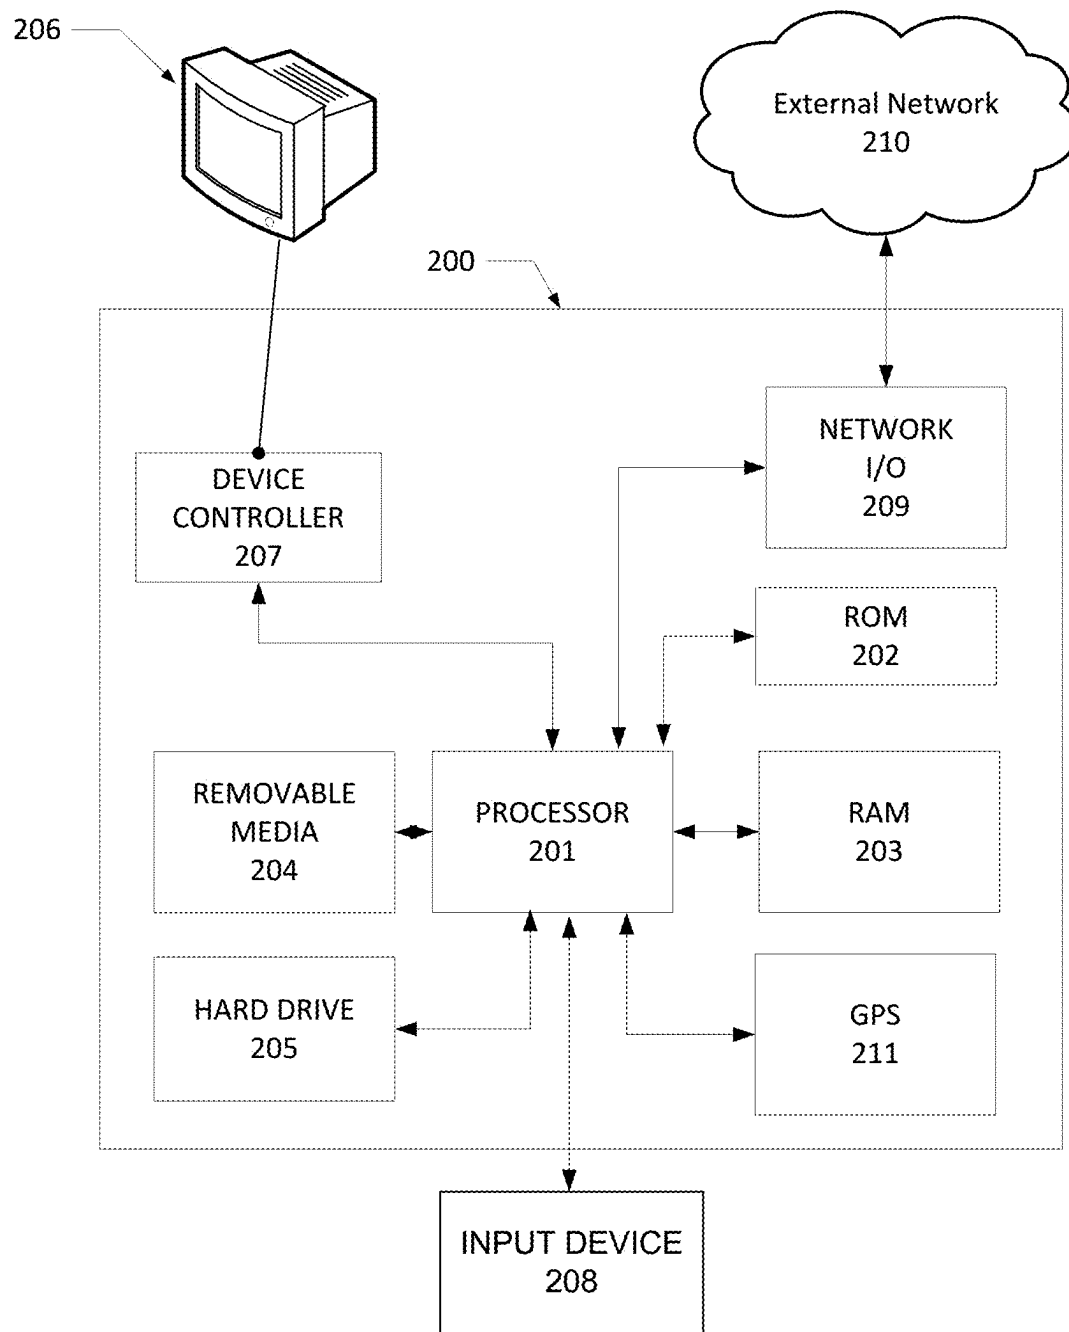 206
External Network
210
200
NETWORK
I/O
209
DEVICE
CONTROLLER
207
ROM
202
REMOVABLE
MEDIA
204
PROCESSOR
201
RAM
203
HARD DRIVE
205
GPS
211
INPUT DEVICE
208